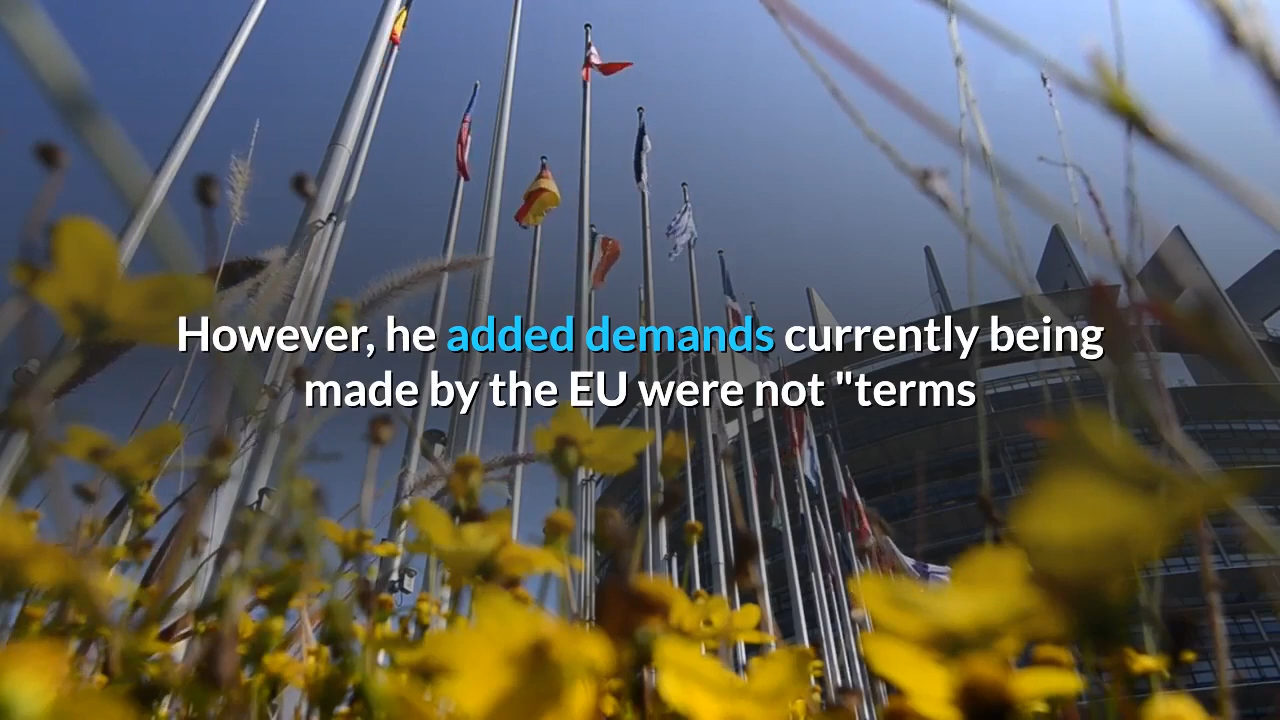 However, he added demands currently being
made by the EU were not "terms